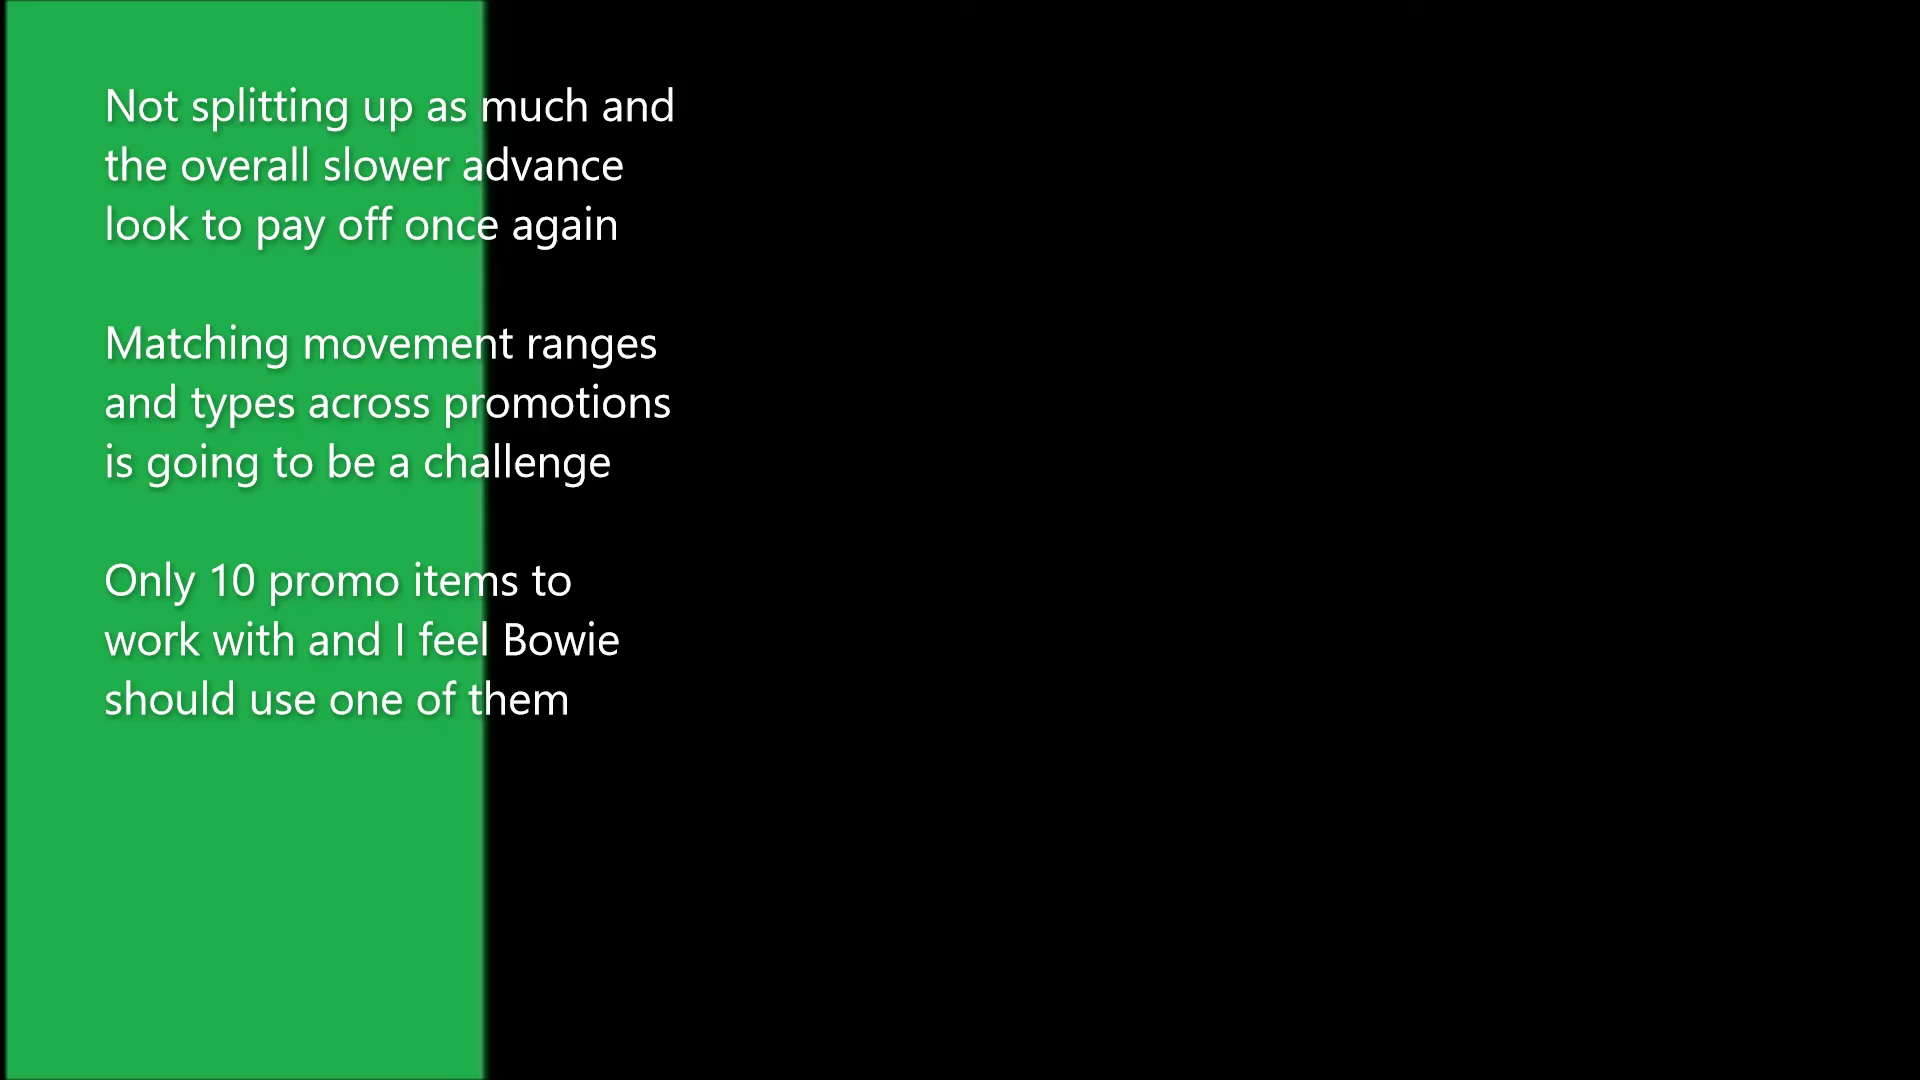 Not splitting up as much and
the overall slower advance
look to pay off once again
Matching movement ranges
and types across promotions
is going to be a challenge
Only 10 promo items to
work with and I feel Bowie
should use one of them